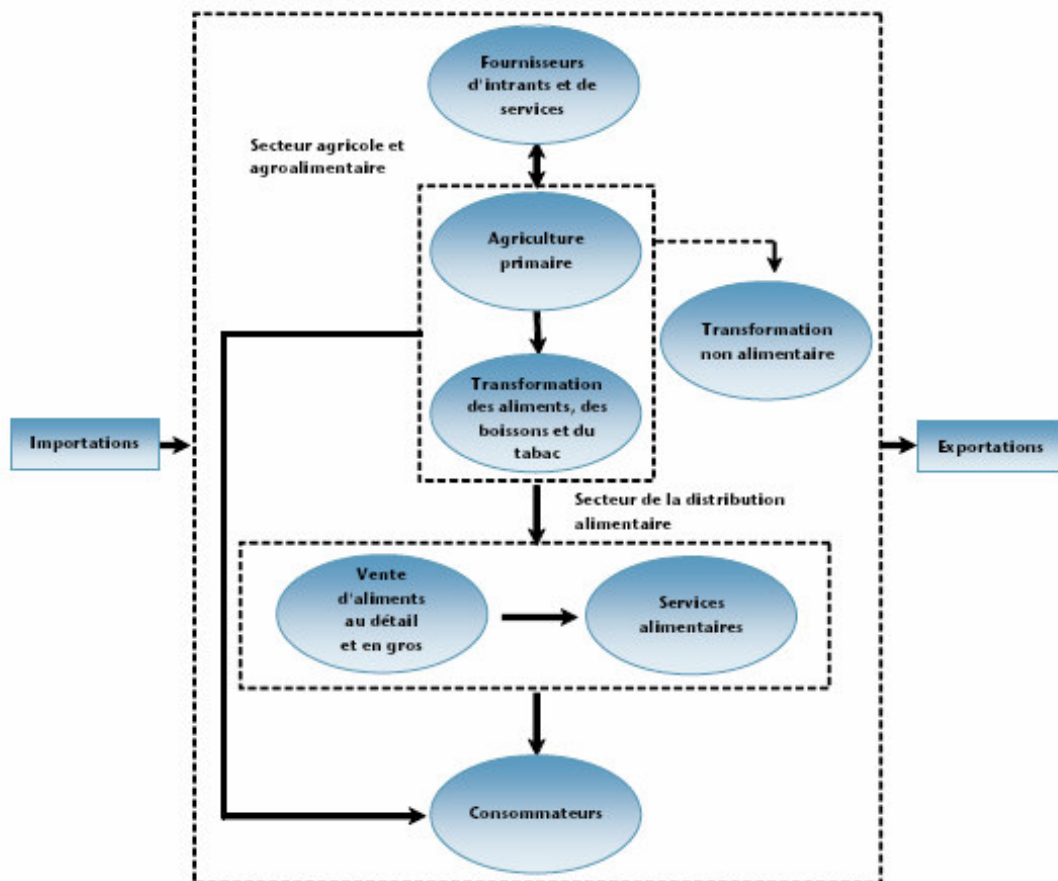 Fournisseurs
d'intrants et de
services
Secteur agricole et
agroalimentaire
Agriculture
primaire
Transformation
non alimentaire
Transformation
des aliments, des
boissons et du
tabac
Importations
Exportations
Secteur de la distribution
alimentaire
Vente
d'aliments
au détail
et en gros
Services
alimentaires
Consommateurs